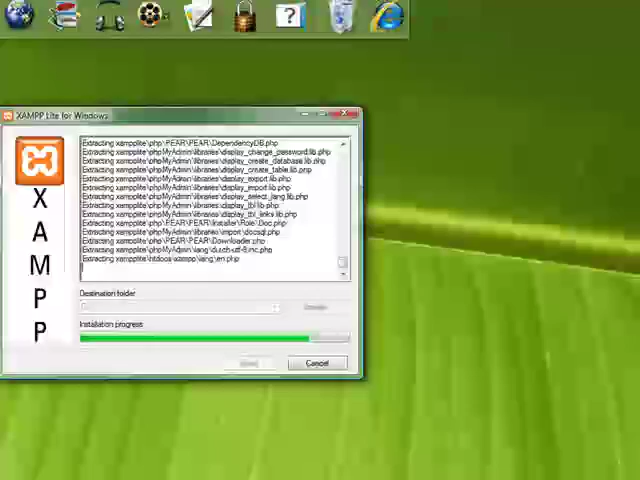 XAMPP Lite for Windows
X
A
M
P
P
Extracting xampplite\php\PEAR\PEAR\DependencyDB.php
Extracting xampplite\phpMyAdmin\libraries\display_change_password.lib.php
Extracting xampplite\phpMyAdmin\libraries\display_create_database.lib.php
Extracting xampplite\phpMyAdmin\libraries\display_create_table.lib.php
Extracting xampplite\phpMyAdmin\libraries\display_export.lib.php
Extracting xampplite\phpMyAdmin\libraries\display_import.lib.php
Extracting xampplite\phpMyAdmin\libraries\display_select_lang.lib.php
Extracting xampplite\phpMyAdmin\libraries\display_tbl.lib.php
Extracting xampplite\phpMyAdmin\libraries\display_tbl_links.lib.php
Extracting xampplite\php\PEAR\PEAR\Installer\Role\Doc.php
Extracting xampplite\phpMyAdmin\libraries\import\docsql.php
Extracting xampplite\php\PEAR\PEAR\Downloader.php
Extracting xampplite\phpMyAdmin\lang\dutch-utf-8.inc.php
Extracting xampplite\htdocs\xampp\lang\en.php
Destination folder
Installation progress
Cancel